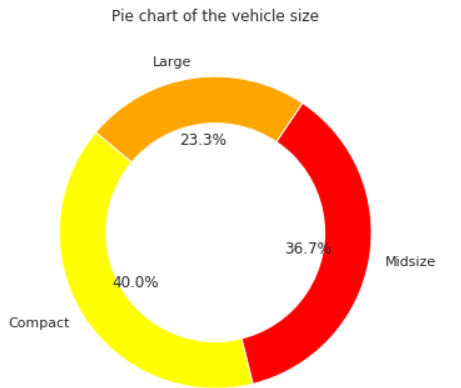 Pie chart of the vehicle size
Large
23.3%
36.7%
Midsize
40.0%
Compact